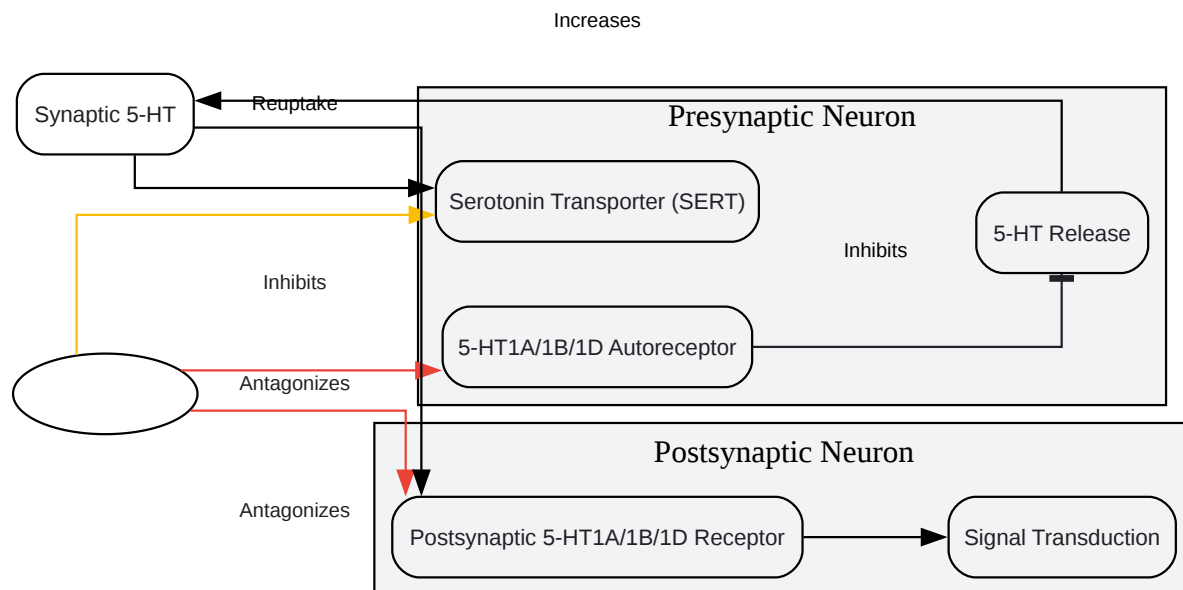 Increases
Synaptic 5-HT
Reuptake
Presynaptic Neuron
Serotonin Transporter (SERT)
5-HT Release
Inhibits
Inhibits
5-HT1A/1B/1D Autoreceptor
Antagonizes
Postsynaptic Neuron
Antagonizes
Postsynaptic 5-HT1A/1B/1D Receptor
Signal Transduction